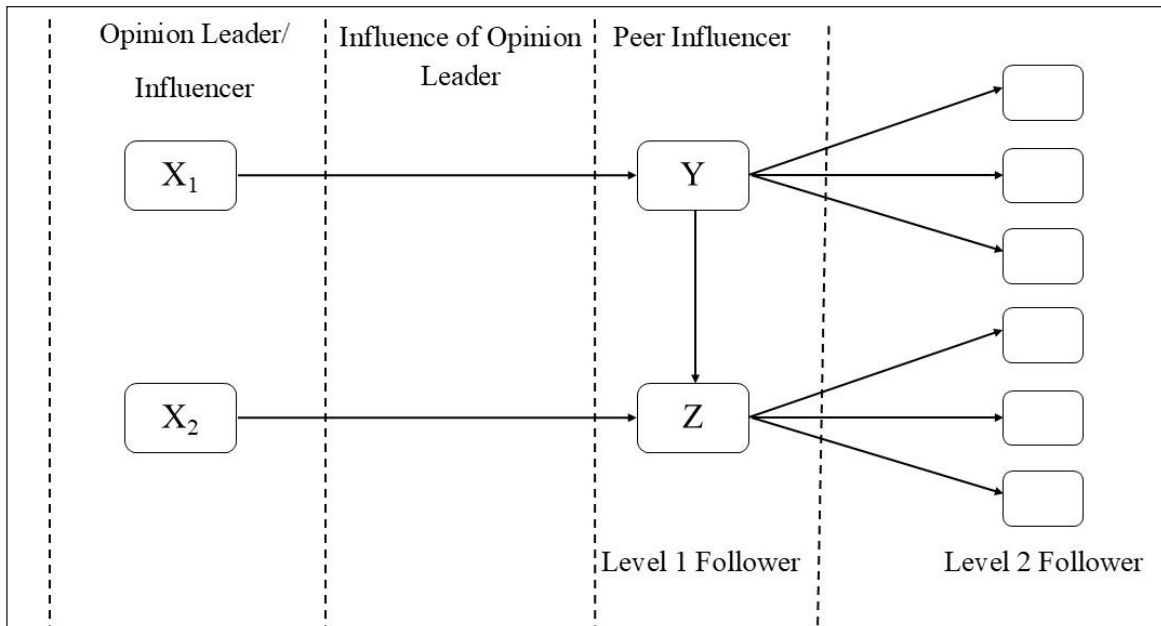 Opinion Leader/
Influencer
Influence of Opinion
Leader
Peer Influencer
X₁
Y
X₂
Z
Level 1 Follower
Level 2 Follower